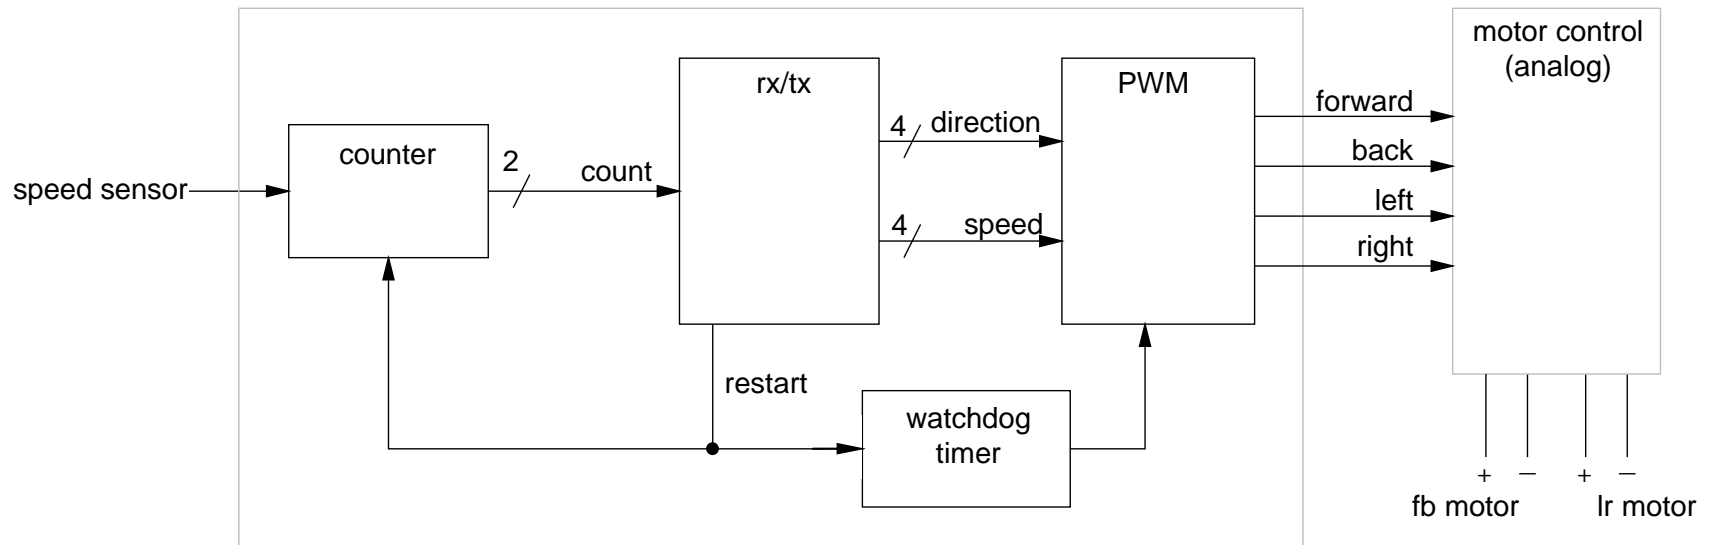 motor control
(analog)
rx/tx
PWM
forward
4
direction
counter
back
2
count
speed sensor
left
4
speed
right
restart
watchdog
timer
+ − + −
fb motor
lr motor